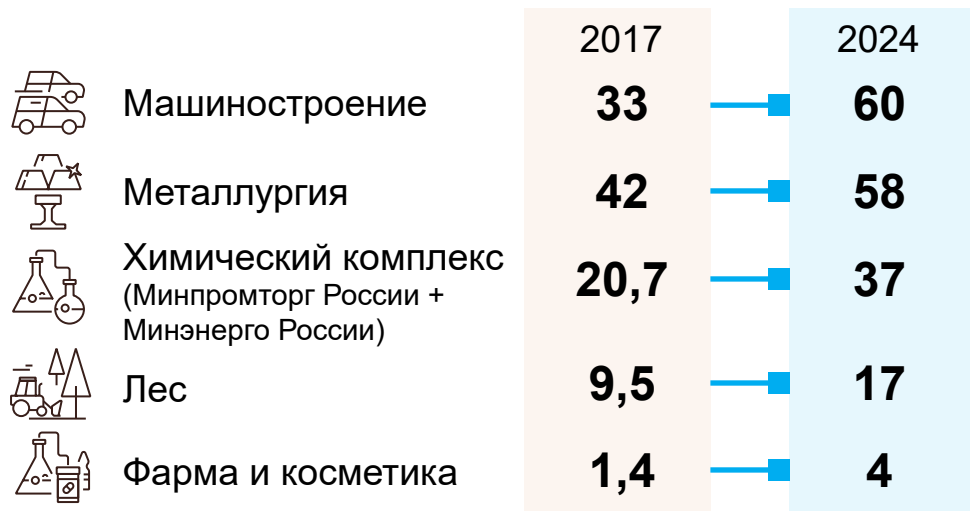 2017 2024
Машиностроение 33 60
Металлургия 42 58
Химический комплекс
(Минпромторг России +
Минэнерго России) 20,7 37
Лес 9,5 17
Фарма и косметика 1,4 4